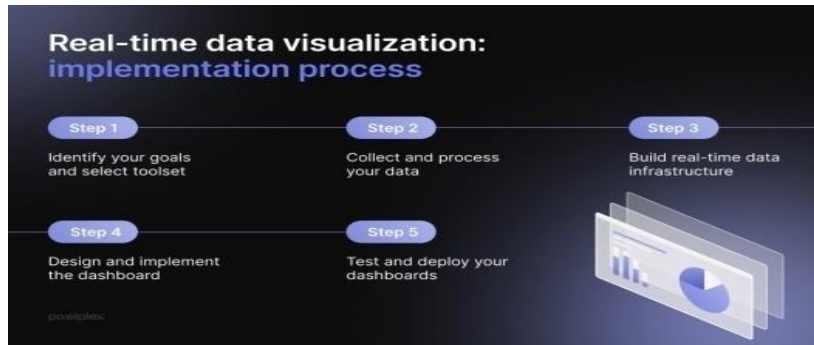 Real-time data visualization:
implementation process
Step 1
Identify your goals
and select toolset
Step 2
Collect and process
your data
Step 3
Build real-time data
infrastructure
Step 4
Design and implement
the dashboard
Step 5
Test and deploy your
dashboards
pixelplex